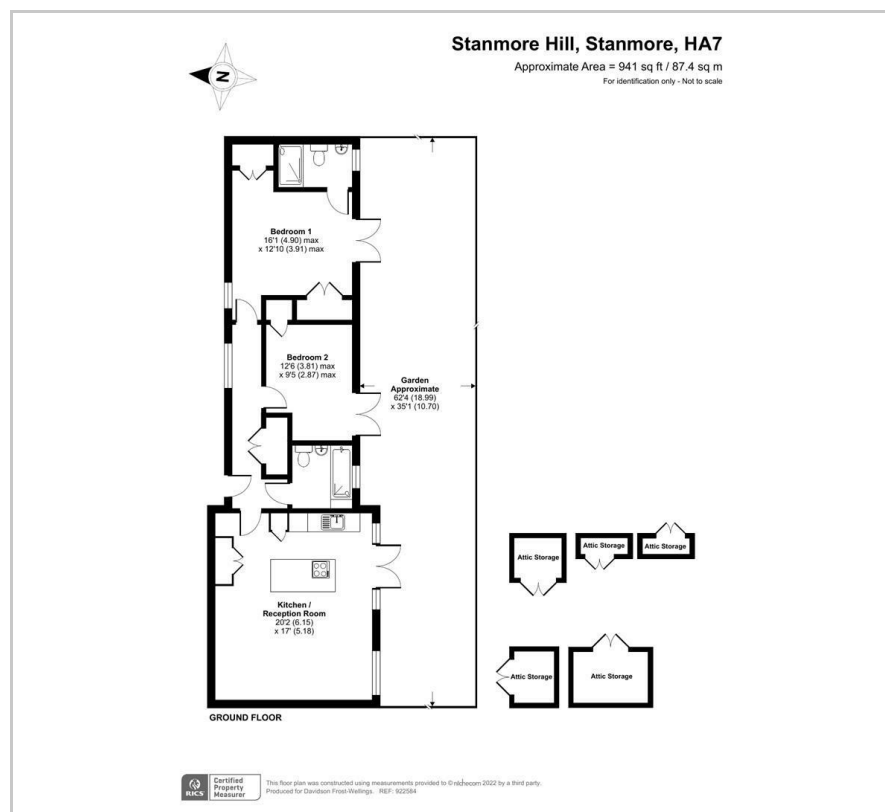 Stanmore Hill, Stanmore, HA7
Approximate Area = 941 sq ft / 87.4 sq m
For identification only - Not to scale
N
Bedroom 1
16'1 (4.90) max
x 12'10 (3.91) max
Bedroom 2
12'6 (3.81) max
x 9'5 (2.87) max
Garden
Approximate
62'4 (18.99)
x 35'1 (10.70)
Attic Storage
Attic Storage
Attic Storage
Kitchen /
Reception Room
20'2 (6.15)
x 17' (5.18)
Attic Storage
Attic Storage
GROUND FLOOR
RICS
Certified
Property
Measurer
This floor plan was constructed using measurements provided to © nichecom 2022 by a third party.
Produced for Davidson Frost-Wellings. REF: 922584